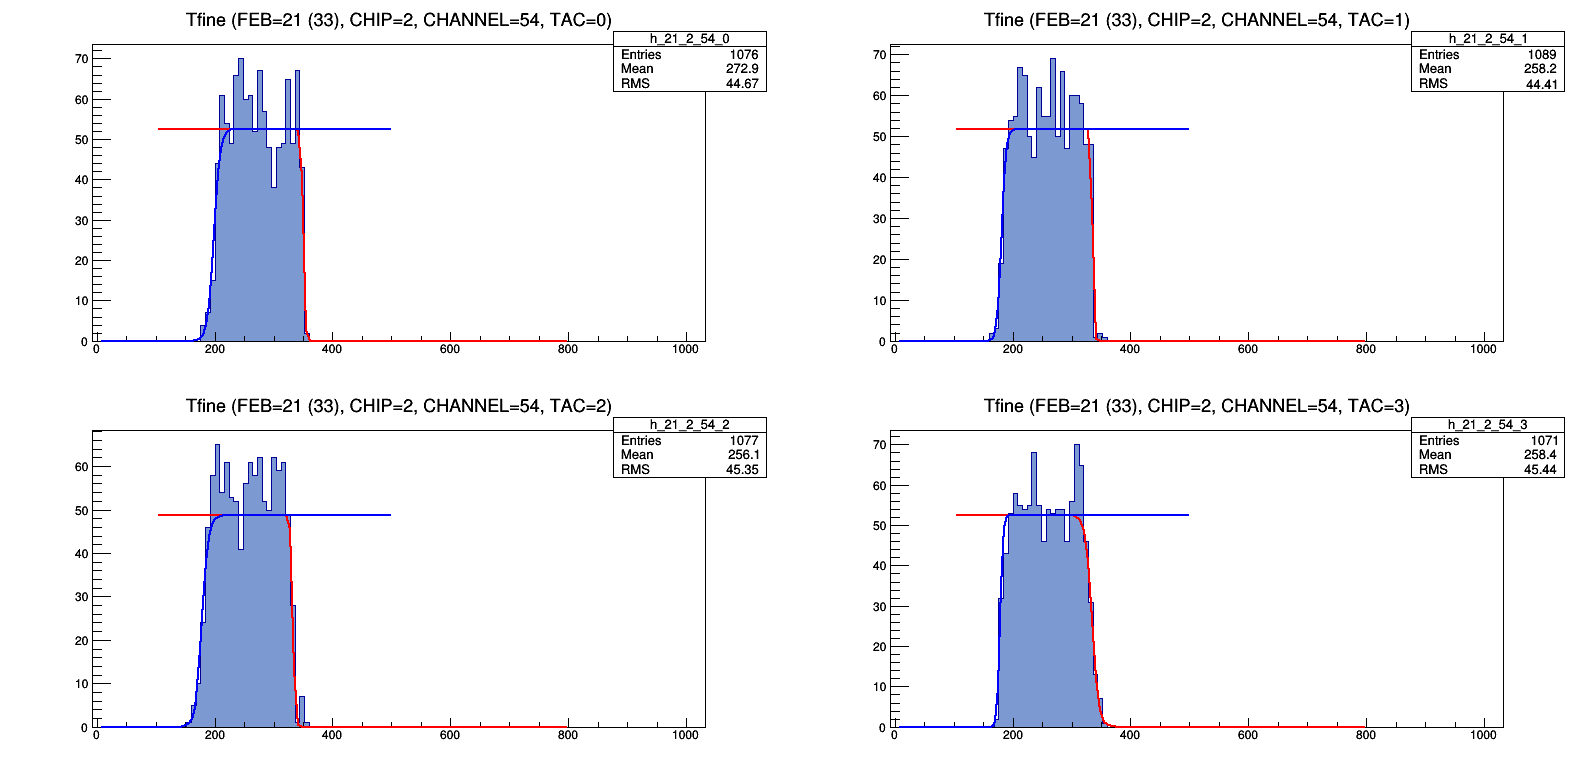 Tfine (FEB=21 (33), CHIP=2, CHANNEL=54, TAC=0)
h_21_2_54_0
Entries 1076
Mean 272.9
RMS 44.67
70
60
50
40
30
20
10
0
0 200 400 600 800 1000
Tfine (FEB=21 (33), CHIP=2, CHANNEL=54, TAC=1)
h_21_2_54_1
Entries 1089
Mean 258.2
RMS 44.41
70
60
50
40
30
20
10
0
0 200 400 600 800 1000
Tfine (FEB=21 (33), CHIP=2, CHANNEL=54, TAC=2)
h_21_2_54_2
Entries 1077
Mean 256.1
RMS 45.35
60
50
40
30
20
10
0
0 200 400 600 800 1000
Tfine (FEB=21 (33), CHIP=2, CHANNEL=54, TAC=3)
h_21_2_54_3
Entries 1071
Mean 258.4
RMS 45.44
70
60
50
40
30
20
10
0
0 200 400 600 800 1000